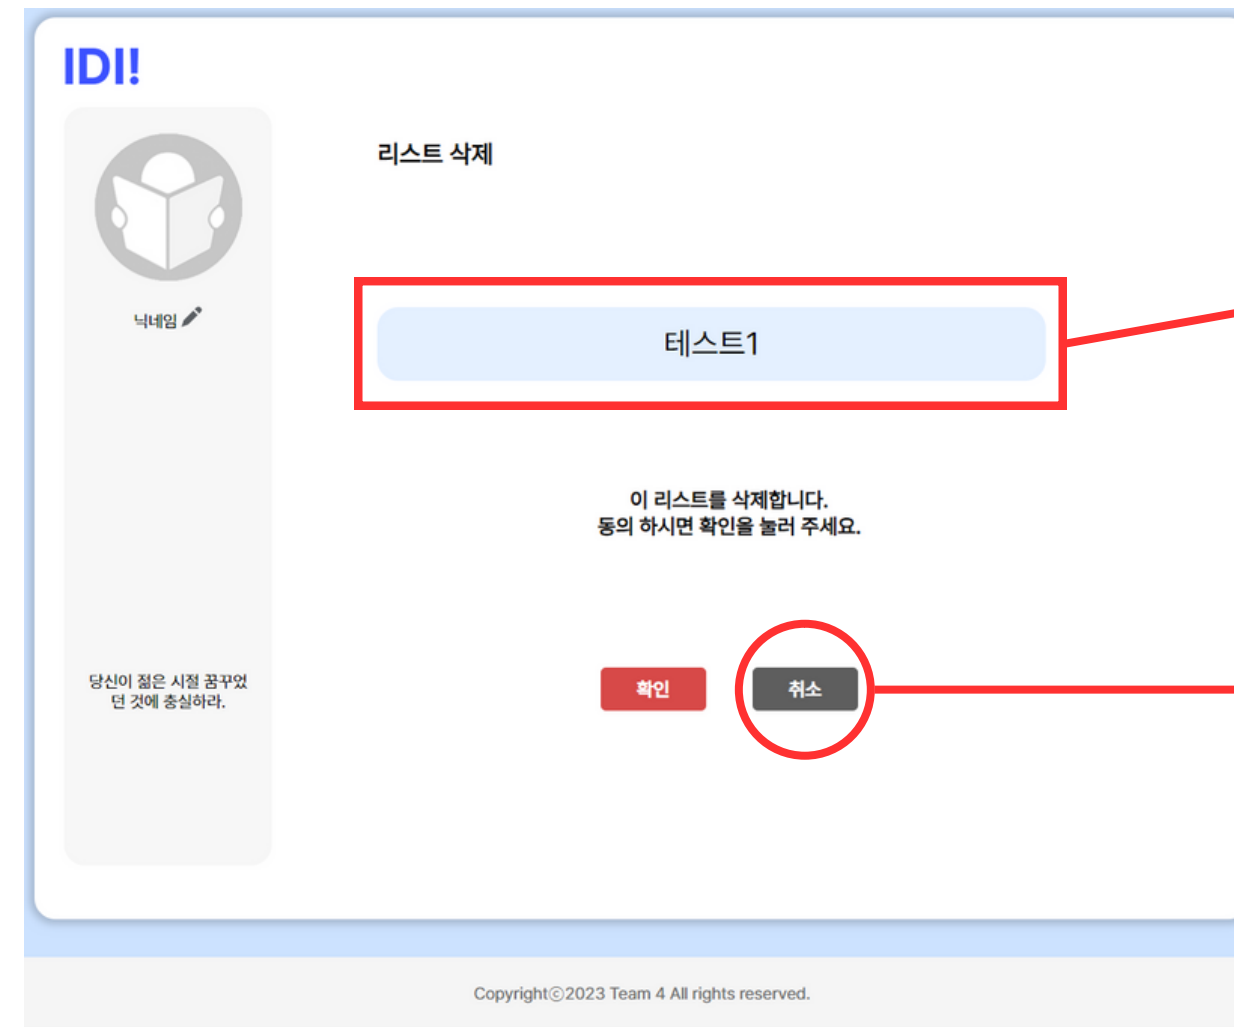 IDI!
닉네임
당신이 젊은 시절 꿈꾸었
던 것에 충실하라.
리스트 삭제
테스트1
이 리스트를 삭제합니다.
동의 하시면 확인을 눌러 주세요.
확인
취소
Copyrightⓒ2023 Team 4 All rights reserved.